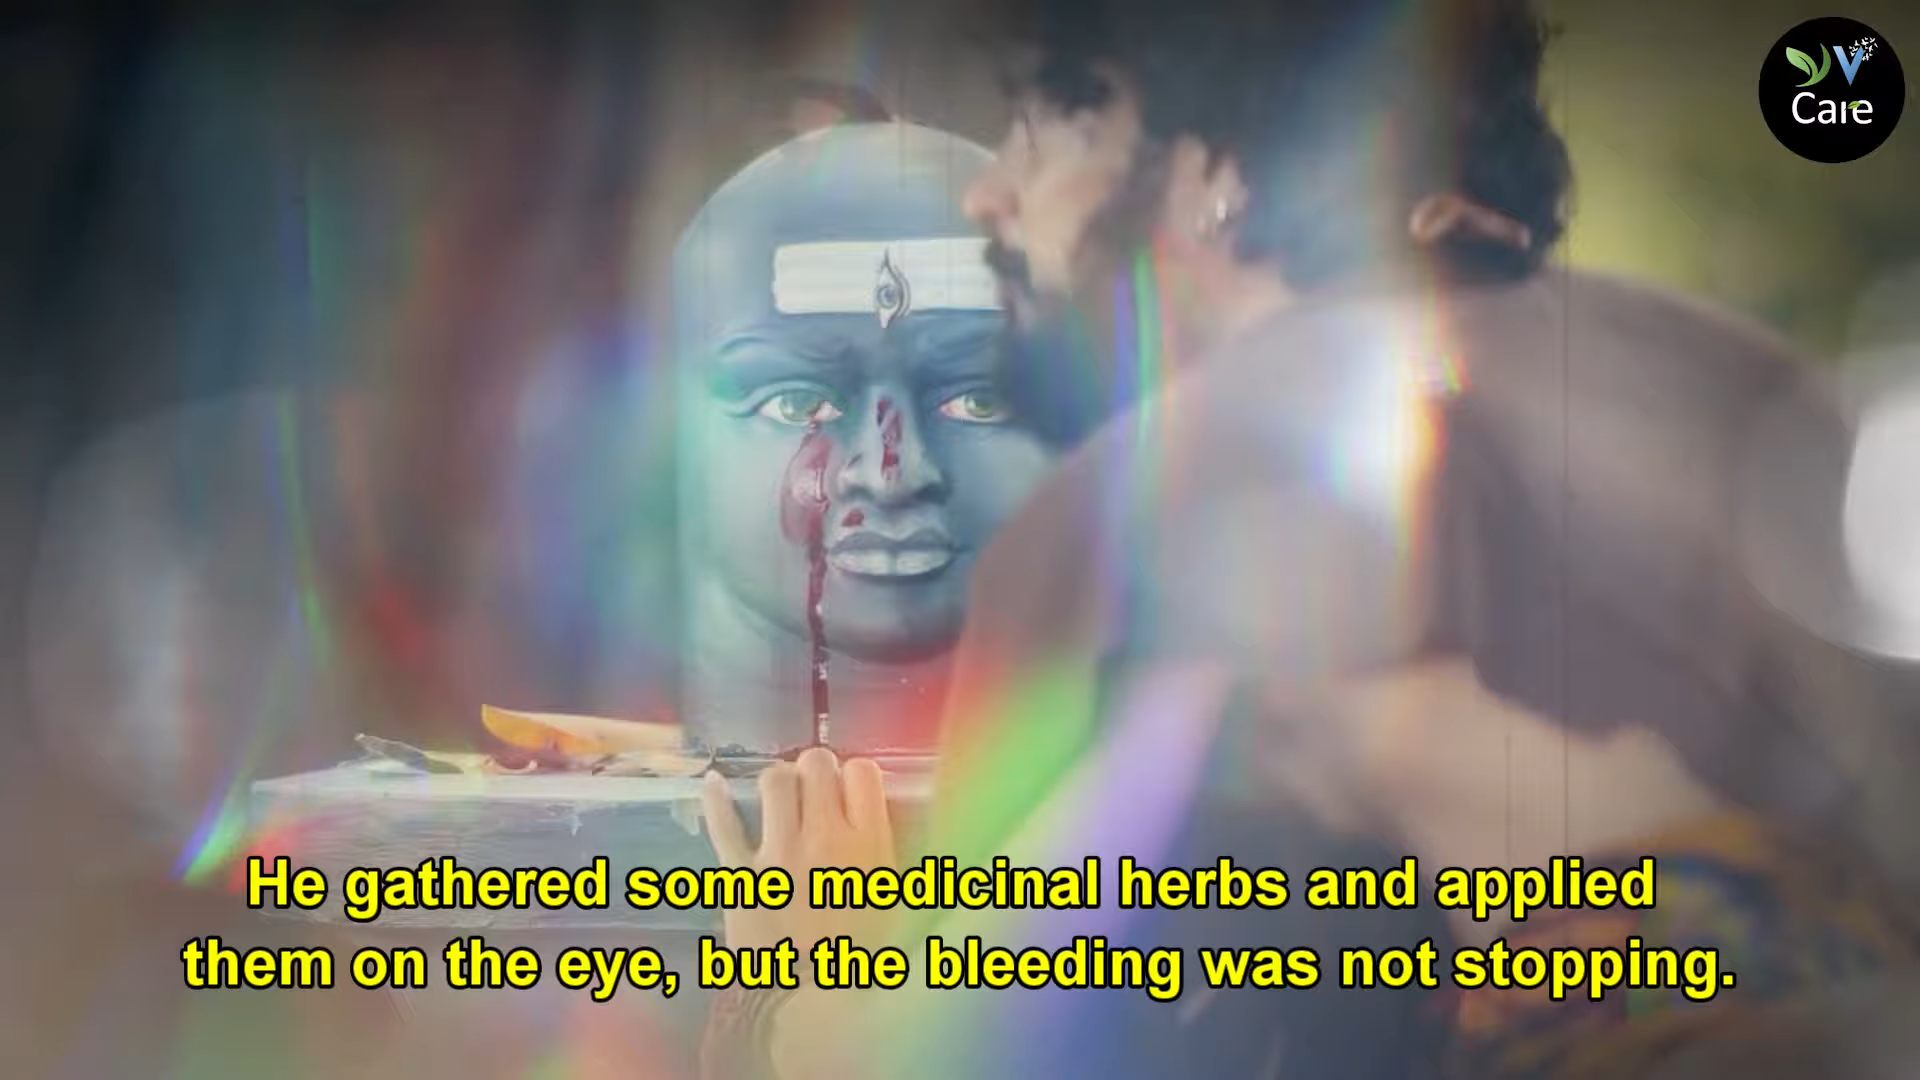 V
Care
He gathered some medicinal herbs and applied
them on the eye, but the bleeding was not stopping.